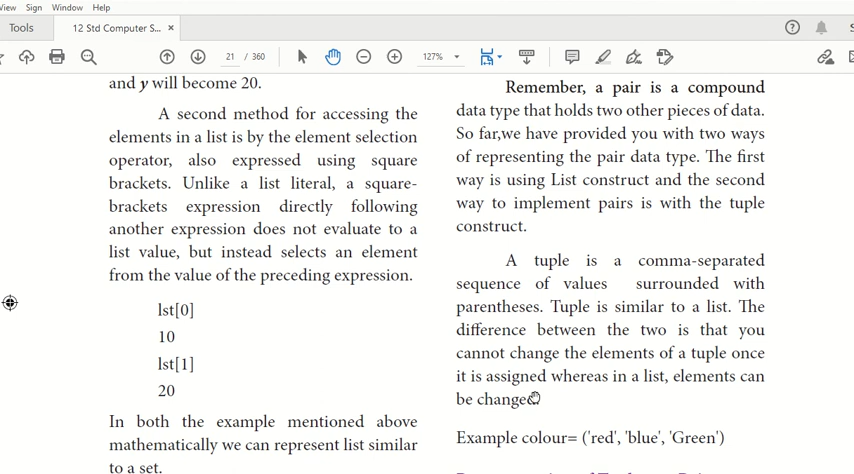 View Sign Window Help
Tools
12 Std Computer S...
21 / 360
127%
and y will become 20.
A second method for accessing the
elements in a list is by the element selection
operator, also expressed using square
brackets. Unlike a list literal, a square-
brackets expression directly following
another expression does not evaluate to a
list value, but instead selects an element
from the value of the preceding expression.
lst[0]
10
lst[1]
20
In both the example mentioned above
mathematically we can represent list similar
to a set.
Remember, a pair is a compound
data type that holds two other pieces of data.
So far,we have provided you with two ways
of representing the pair data type. The first
way is using List construct and the second
way to implement pairs is with the tuple
construct.
A tuple is a comma-separated
sequence of values surrounded with
parentheses. Tuple is similar to a list. The
difference between the two is that you
cannot change the elements of a tuple once
it is assigned whereas in a list, elements can
be changed
Example colour= ('red', 'blue', 'Green')